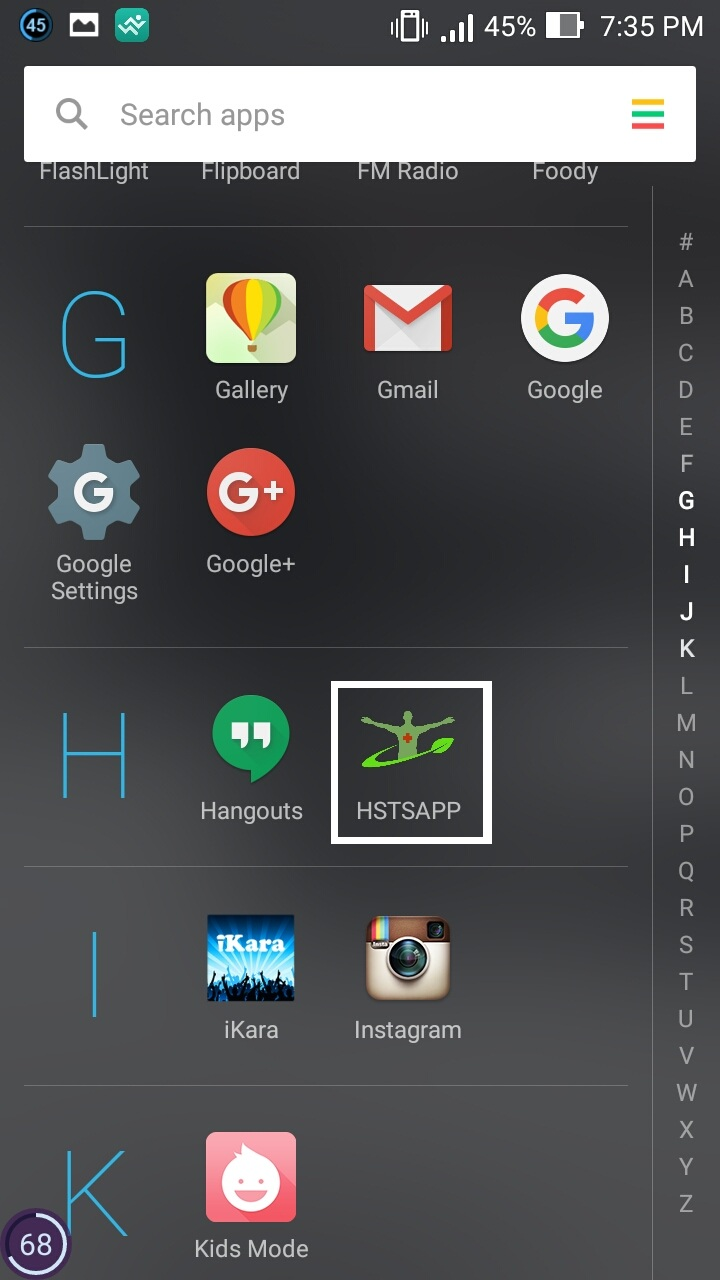 45
45%
7:35 PM
Search apps
FlashLight
Flipboard
FM Radio
Foody
G
Gallery
Gmail
G
Google
G
Google
Settings
G+
Google+
H
Hangouts
HSTSAPP
I
iKara
iKara
Insta
Instagram
K
Kids Mode
68
#
A
B
C
D
E
F
G
H
I
J
K
L
M
N
O
P
Q
R
S
T
U
V
W
X
Y
Z